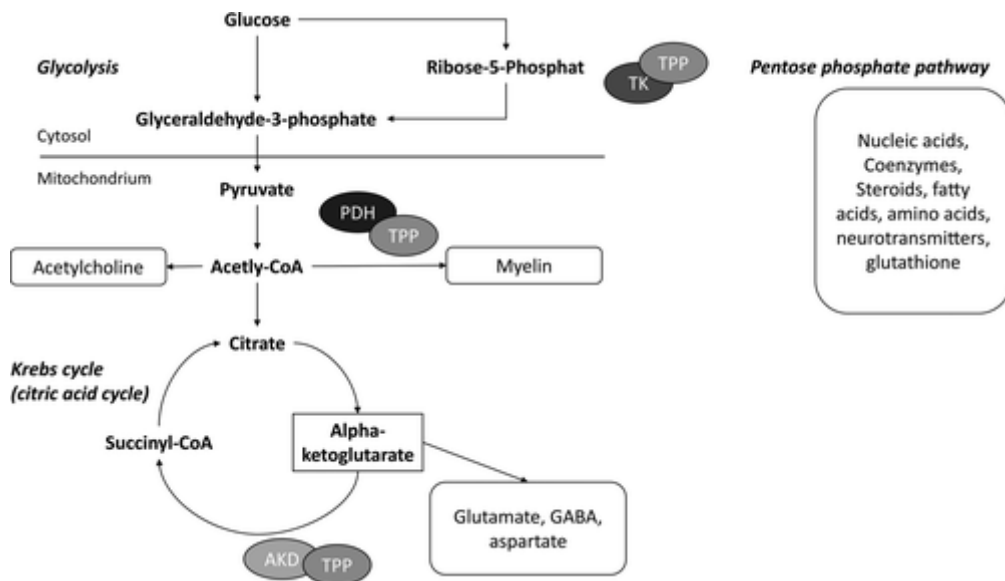 Glucose
Glycolysis
Ribose-5-Phosphat
TK
TPP
Pentose phosphate pathway
Glyceraldehyde-3-phosphate
Cytosol
Mitochondrium
Nucleic acids,
Coenzymes,
Steroids, fatty
acids, amino acids,
neurotransmitters,
glutathione
Pyruvate
PDH
TPP
Acetylcholine
Acetly-CoA
Myelin
Citrate
Krebs cycle
(citric acid cycle)
Succinyl-CoA
Alpha-
ketoglutarate
Glutamate, GABA,
aspartate
AKD
TPP